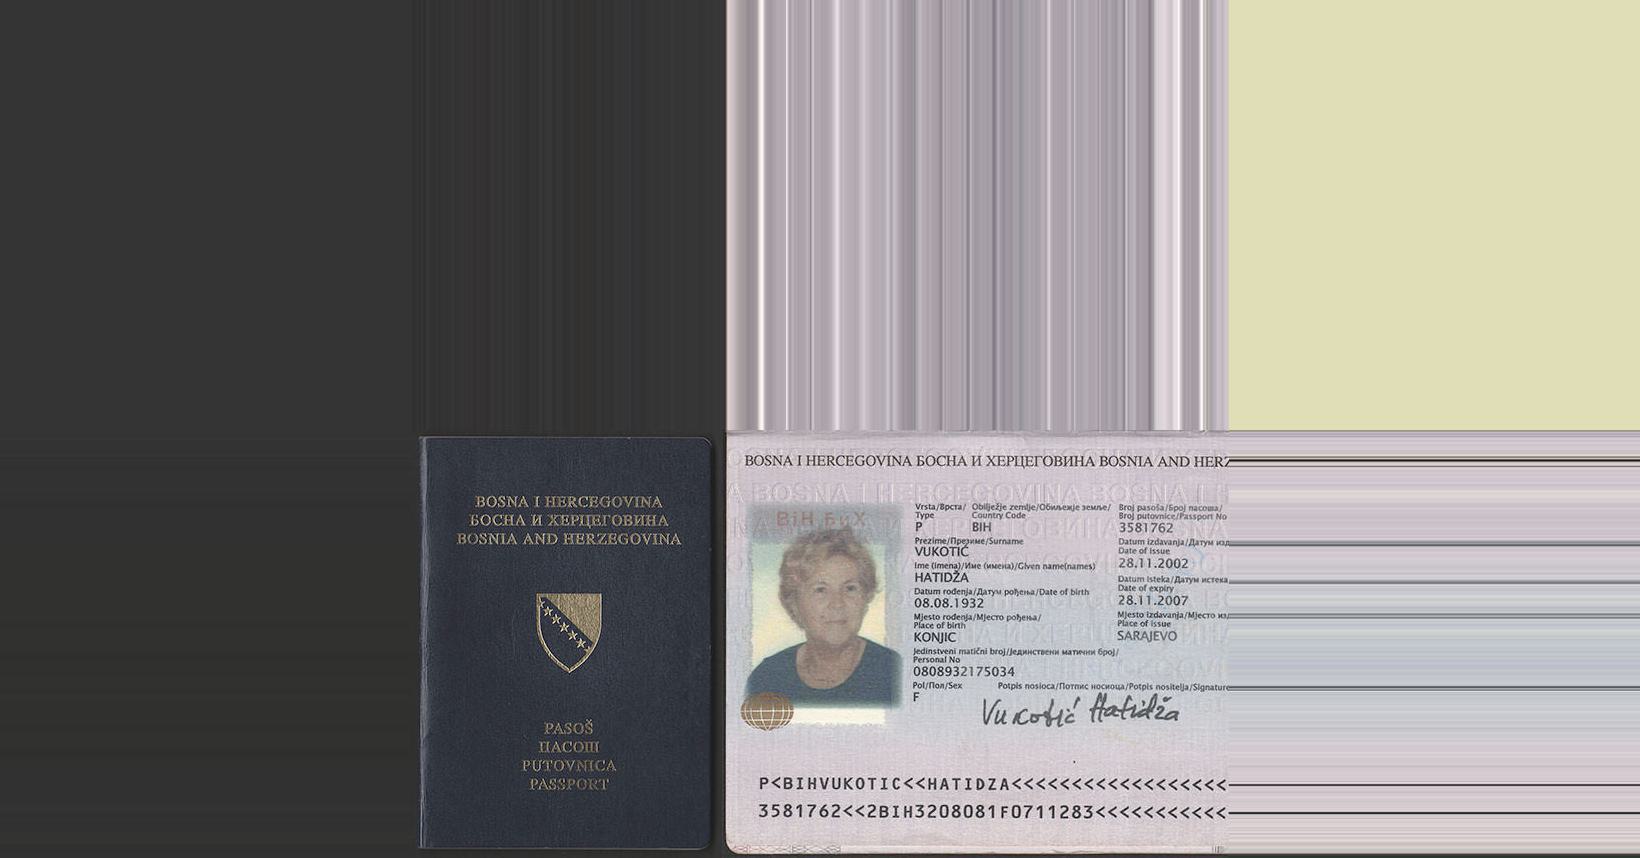 BOSNA I HERCEGOVINA
БОСНА И ХЕРЦЕГОВИНА
BOSNIA AND HERZEGOVINA
PASOŠ
ПАСОШ
PUTOVNICA
PASSPORT
BOSNA I HERCEGOVINA БОСНА И ХЕРЦЕГОВИНА BOSNIA AND HERZ
A BOSNA I HERCEGOVINA BOSNA I H
BiH БиХ
Vrsta/Врста/ Obilježje zemlje/Обиљежје земље/ Broj pasoša/Број пасоша/
Type Country Code Broj putovnice/Passport No
P BIH 3581762
Prezime/Презиме/Surname Datum izdavanja/Датум изд
VUKOTIĆ Date of issue
Ime (imena)/Име (имена)/Given name(names) 28.11.2002
HATIDŽA Datum isteka/Датум истека
Datum rođenja/Датум рођења/Date of birth Date of expiry
08.08.1932 28.11.2007
Mjesto rođenja/Мјесто рођења/ Mjesto izdavanja/Мјесто из
Place of birth Place of issue
KONJIC SARAJEVO
Jedinstveni matični broj/Јединствени матични број/
Personal No
0808932175034
Pol/Пол/Sex Potpis nosioca/Потпис носиоца/Potpis nositelja/Signature
F
Vukotić Hatidža
P<BIHVUKOTIC<<HATIDZA<<<<<<<<<<<<<<<<<<
3581762<<2BIH3208081F0711283<<<<<<<<<<<